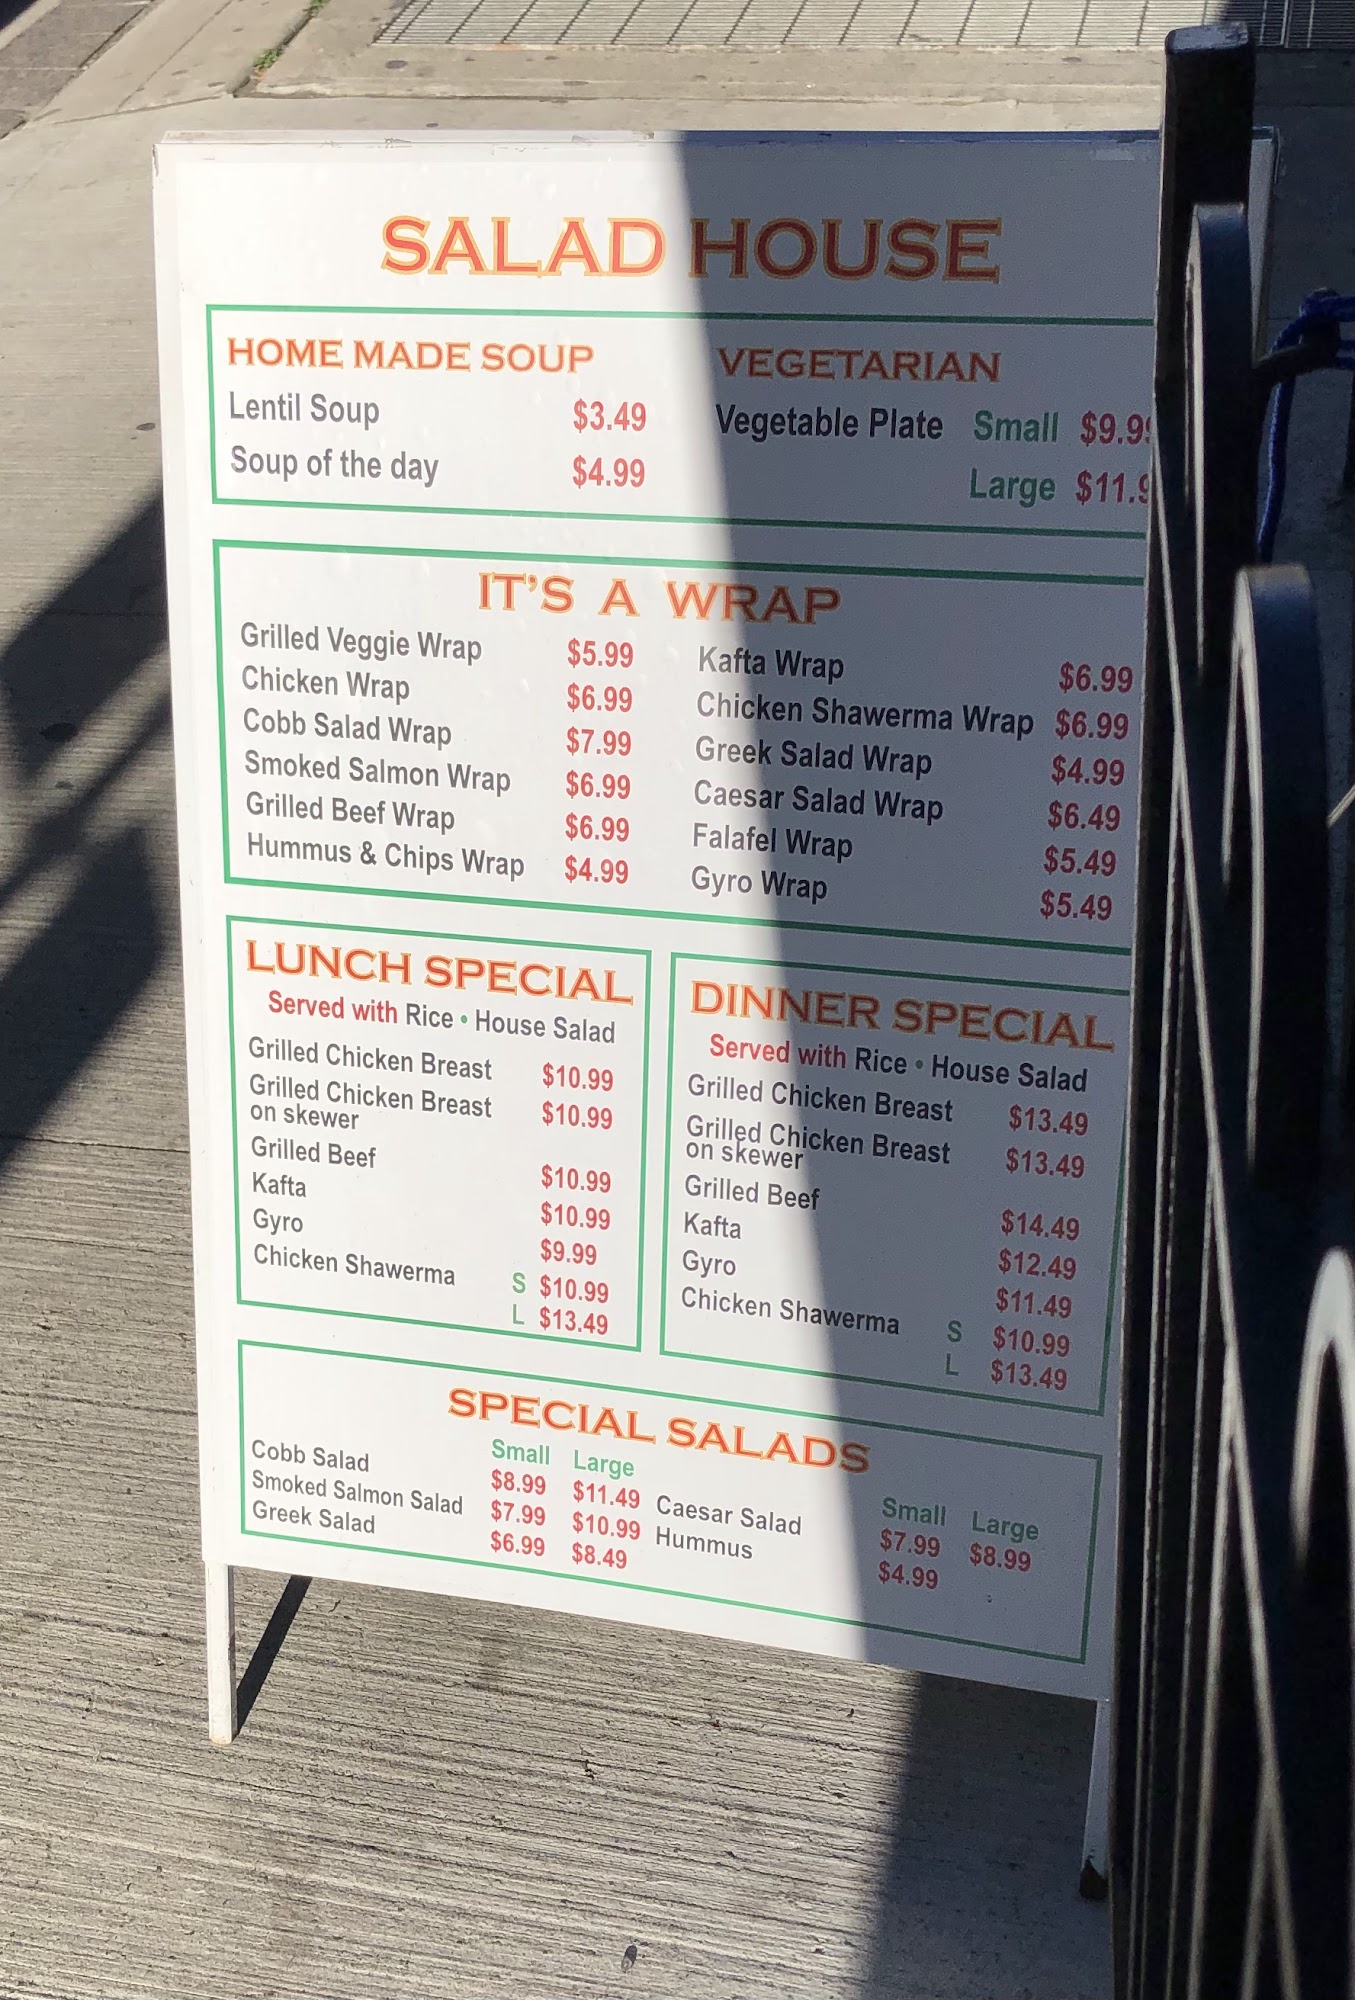 SALAD HOUSE
HOME MADE SOUP
Lentil Soup $3.49
Soup of the day $4.99
VEGETARIAN
Vegetable Plate Small
Large
IT'S A WRAP
Grilled Veggie Wrap $5.99
Chicken Wrap $6.99
Cobb Salad Wrap $7.99
Smoked Salmon Wrap $6.99
Grilled Beef Wrap $6.99
Hummus & Chips Wrap $4.99
Kafta Wrap $6.99
Chicken Shawerma Wrap $6.99
Greek Salad Wrap $4.99
Caesar Salad Wrap $6.49
Falafel Wrap $5.49
Gyro Wrap $5.49
LUNCH SPECIAL
Served with Rice • House Salad
Grilled Chicken Breast $10.99
Grilled Chicken Breast $10.99
on skewer
Grilled Beef $10.99
Kafta $10.99
Gyro $9.99
Chicken Shawerma S $10.99
L $13.49
DINNER SPECIAL
Served with Rice • House Salad
Grilled Chicken Breast $13.49
Grilled Chicken Breast $13.49
on skewer
Grilled Beef $14.49
Kafta $12.49
Gyro $11.49
Chicken Shawerma S $10.99
L $13.49
SPECIAL SALADS
Small Large
Cobb Salad $8.99 $11.49
Smoked Salmon Salad $7.99 $10.99
Greek Salad $6.99 $8.49
Small Large
Caesar Salad $7.99 $8.99
Hummus $4.99